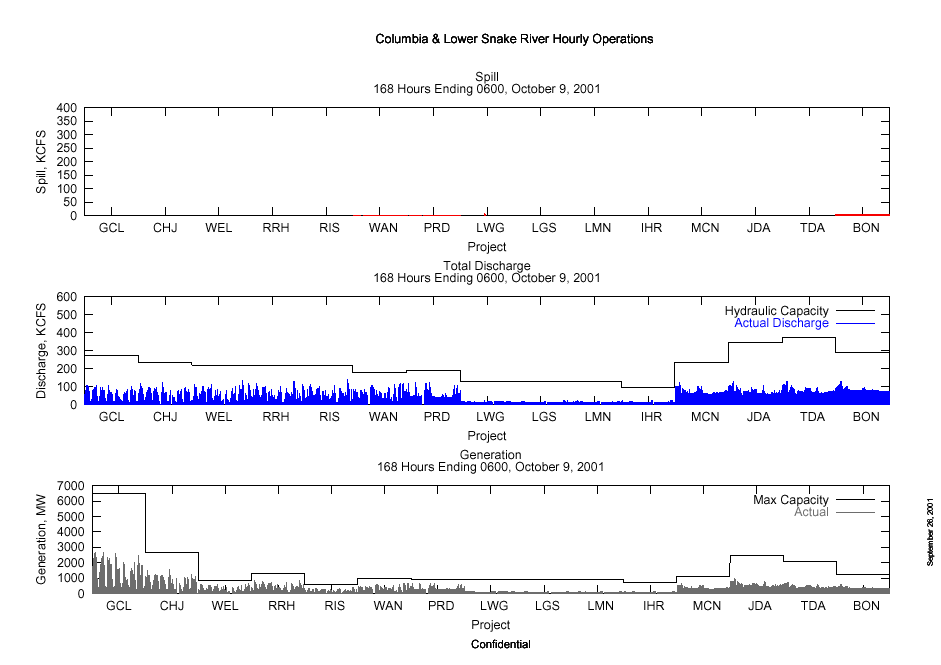 Columbia & Lower Snake River Hourly Operations
Spill
168 Hours Ending 0600, October 9, 2001
Spill, KCFS
400
350
300
250
200
150
100
50
0
GCL CHJ WEL RRH RIS WAN PRD LWG LGS LMN IHR MCN JDA TDA BON
Project
Total Discharge
168 Hours Ending 0600, October 9, 2001
Discharge, KCFS
600
500
400
300
200
100
0
Hydraulic Capacity
Actual Discharge
GCL CHJ WEL RRH RIS WAN PRD LWG LGS LMN IHR MCN JDA TDA BON
Project
Generation
168 Hours Ending 0600, October 9, 2001
Generation, MW
7000
6000
5000
4000
3000
2000
1000
0
Max Capacity
Actual
GCL CHJ WEL RRH RIS WAN PRD LWG LGS LMN IHR MCN JDA TDA BON
Project
Confidential
September 26, 2001